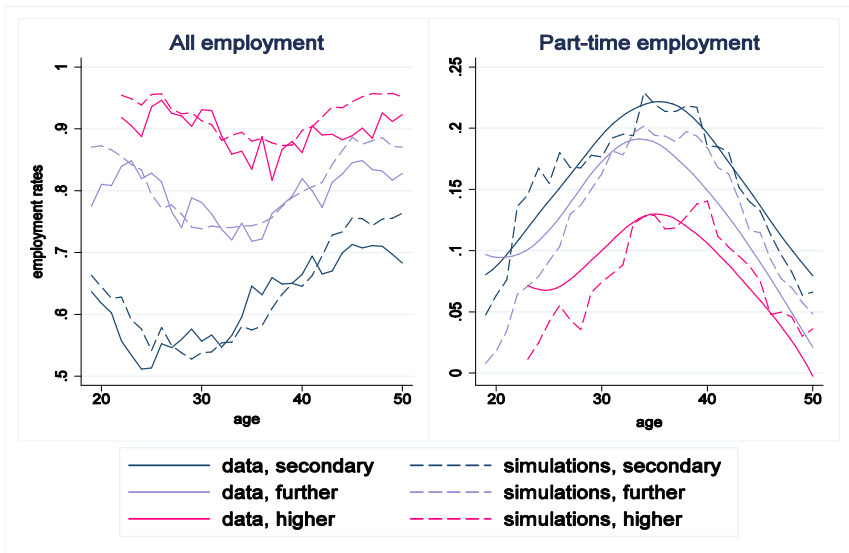 All employment
Part-time employment
employment rates
1
.9
.8
.7
.6
.5
20
30
40
50
age
.25
.2
.15
.1
.05
0
20
30
40
50
age
data, secondary
simulations, secondary
data, further
simulations, further
data, higher
simulations, higher